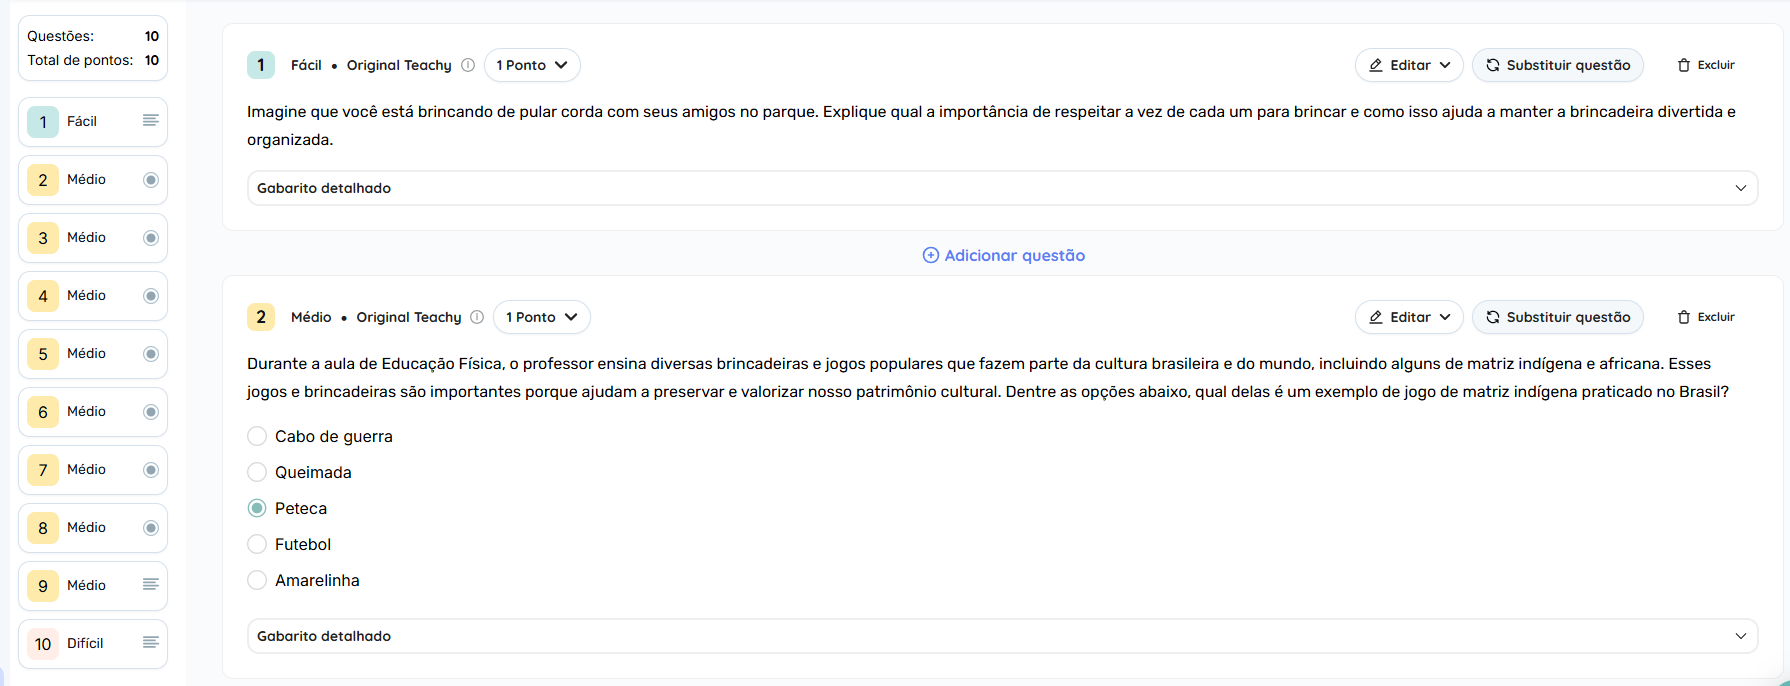 Questões: 10
Total de pontos: 10
1 Fácil
2 Médio
3 Médio
4 Médio
5 Médio
6 Médio
7 Médio
8 Médio
9 Médio
10 Difícil
1 Fácil • Original Teachy 1 Ponto Editar Substituir questão Excluir
Imagine que você está brincando de pular corda com seus amigos no parque. Explique qual a importância de respeitar a vez de cada um para brincar e como isso ajuda a manter a brincadeira divertida e
organizada.
Gabarito detalhado
Adicionar questão
2 Médio • Original Teachy 1 Ponto Editar Substituir questão Excluir
Durante a aula de Educação Física, o professor ensina diversas brincadeiras e jogos populares que fazem parte da cultura brasileira e do mundo, incluindo alguns de matriz indígena e africana. Esses
jogos e brincadeiras são importantes porque ajudam a preservar e valorizar nosso patrimônio cultural. Dentre as opções abaixo, qual delas é um exemplo de jogo de matriz indígena praticado no Brasil?
Cabo de guerra
Queimada
Peteca
Futebol
Amarelinha
Gabarito detalhado